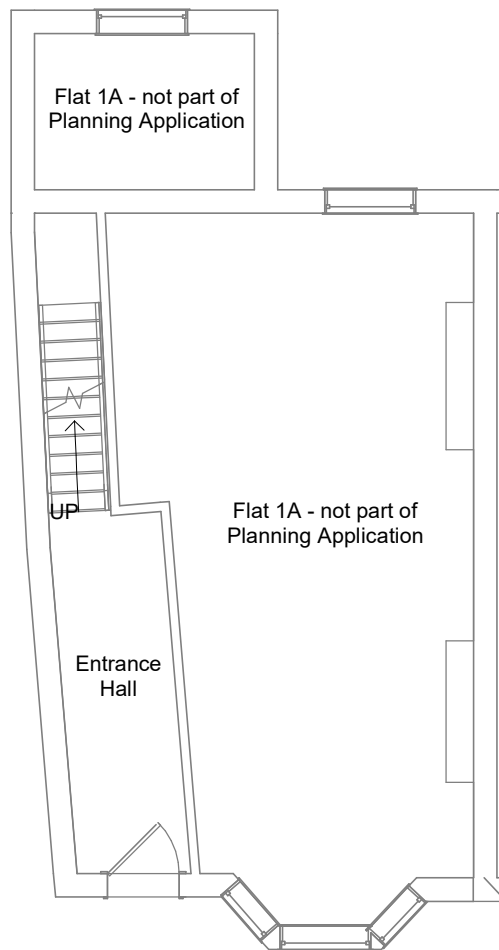 Flat 1A - not part of
Planning Application
UP
Flat 1A - not part of
Planning Application
Entrance
Hall